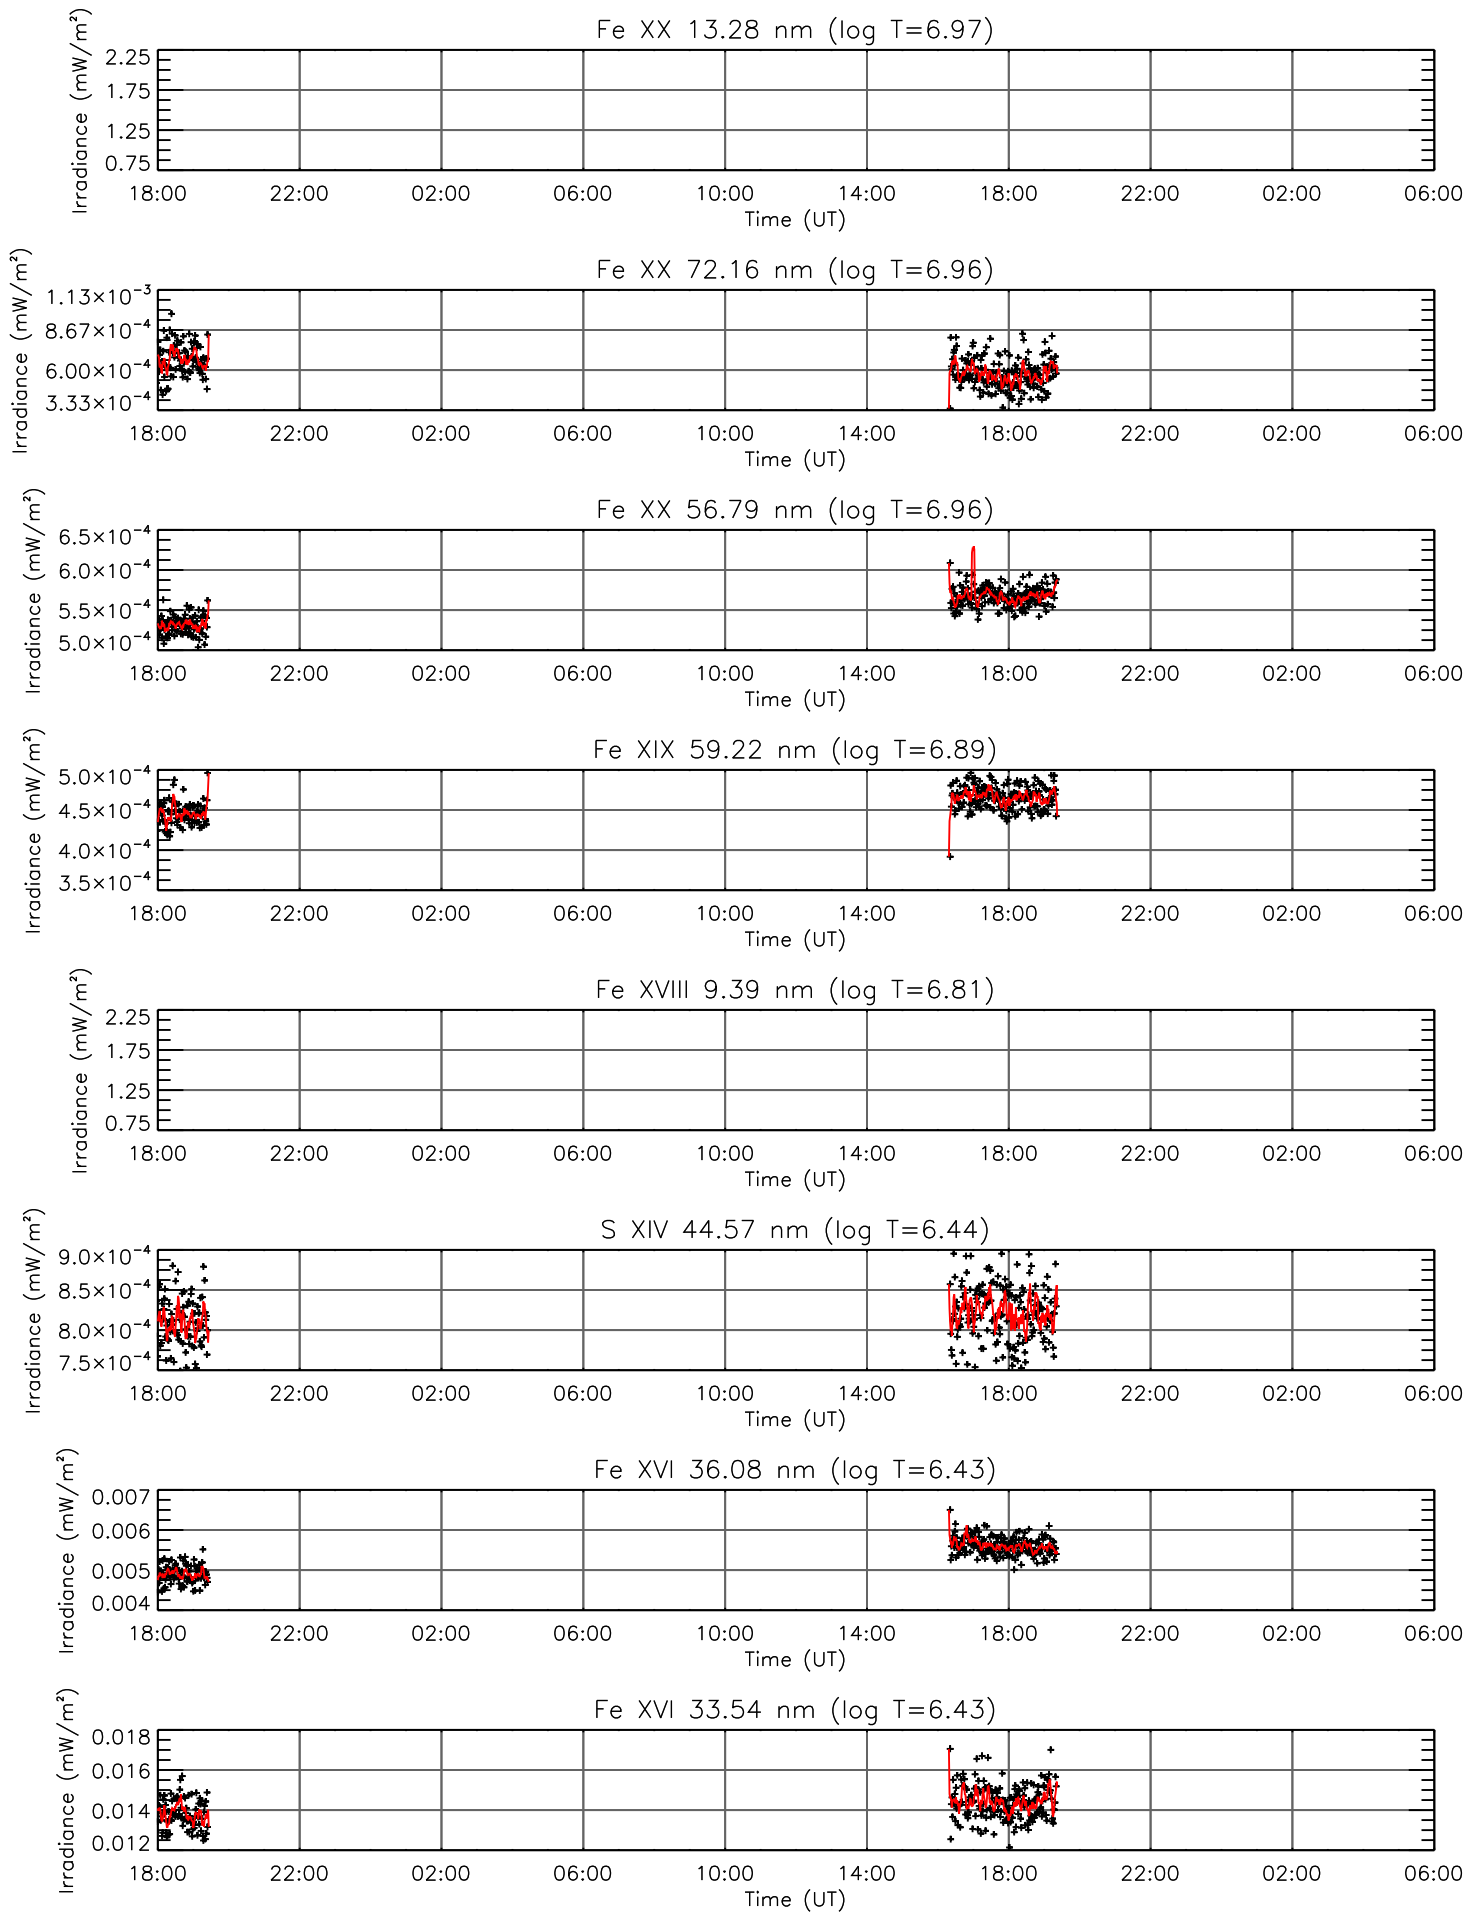 Fe XX 13.28 nm (log T=6.97)
Irradiance (mW/m²)
2.25
1.75
1.25
0.75
18:00 22:00 02:00 06:00 10:00 14:00 18:00 22:00 02:00 06:00
Time (UT)
Fe XX 72.16 nm (log T=6.96)
Irradiance (mW/m²)
1.13×10⁻³
8.67×10⁻⁴
6.00×10⁻⁴
3.33×10⁻⁴
18:00 22:00 02:00 06:00 10:00 14:00 18:00 22:00 02:00 06:00
Time (UT)
Fe XX 56.79 nm (log T=6.96)
Irradiance (mW/m²)
6.5×10⁻⁴
6.0×10⁻⁴
5.5×10⁻⁴
5.0×10⁻⁴
18:00 22:00 02:00 06:00 10:00 14:00 18:00 22:00 02:00 06:00
Time (UT)
Fe XIX 59.22 nm (log T=6.89)
Irradiance (mW/m²)
5.0×10⁻⁴
4.5×10⁻⁴
4.0×10⁻⁴
3.5×10⁻⁴
18:00 22:00 02:00 06:00 10:00 14:00 18:00 22:00 02:00 06:00
Time (UT)
Fe XVIII 9.39 nm (log T=6.81)
Irradiance (mW/m²)
2.25
1.75
1.25
0.75
18:00 22:00 02:00 06:00 10:00 14:00 18:00 22:00 02:00 06:00
Time (UT)
S XIV 44.57 nm (log T=6.44)
Irradiance (mW/m²)
9.0×10⁻⁴
8.5×10⁻⁴
8.0×10⁻⁴
7.5×10⁻⁴
18:00 22:00 02:00 06:00 10:00 14:00 18:00 22:00 02:00 06:00
Time (UT)
Fe XVI 36.08 nm (log T=6.43)
Irradiance (mW/m²)
0.007
0.006
0.005
0.004
18:00 22:00 02:00 06:00 10:00 14:00 18:00 22:00 02:00 06:00
Time (UT)
Fe XVI 33.54 nm (log T=6.43)
Irradiance (mW/m²)
0.018
0.016
0.014
0.012
18:00 22:00 02:00 06:00 10:00 14:00 18:00 22:00 02:00 06:00
Time (UT)